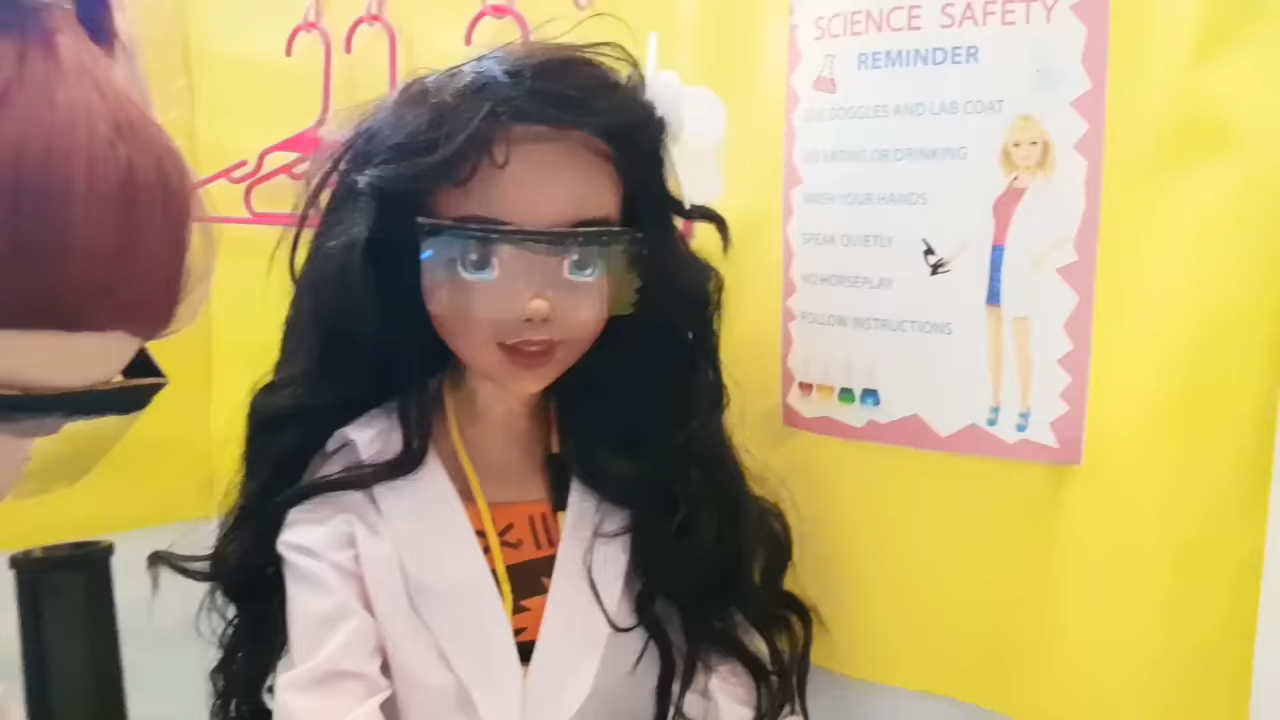 SCIENCE SAFETY
REMINDER
GOGGLES AND LAB COAT
NO EATING OR DRINKING
WASH YOUR HANDS
SPEAK QUIETLY
NO HORSEPLAY
FOLLOW INSTRUCTIONS